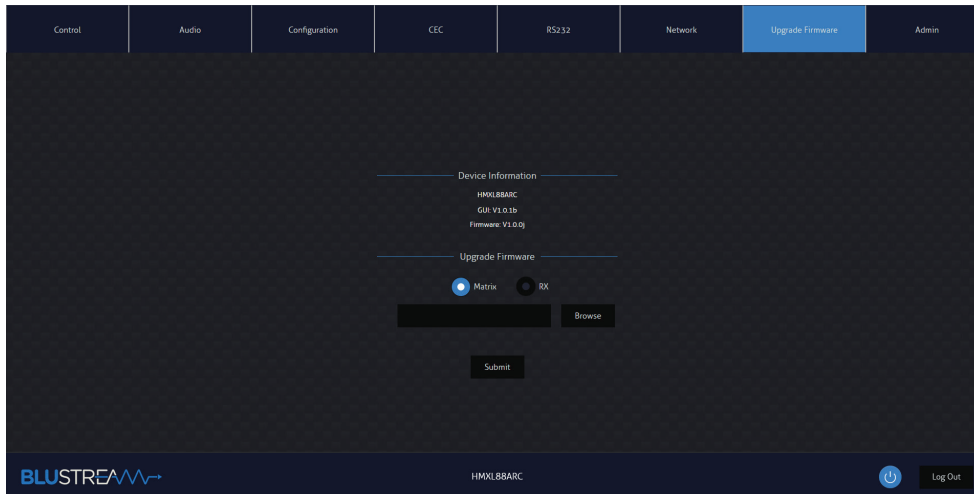 Control Audio Configuration CEC RS232 Network Upgrade Firmware Admin
Device Information
HMXL88ARC
GUI: V1.0.1b
Firmware: V1.0.0j
Upgrade Firmware
Matrix RX
Browse
Submit
BLUSTREAM HMXL88ARC Log Out